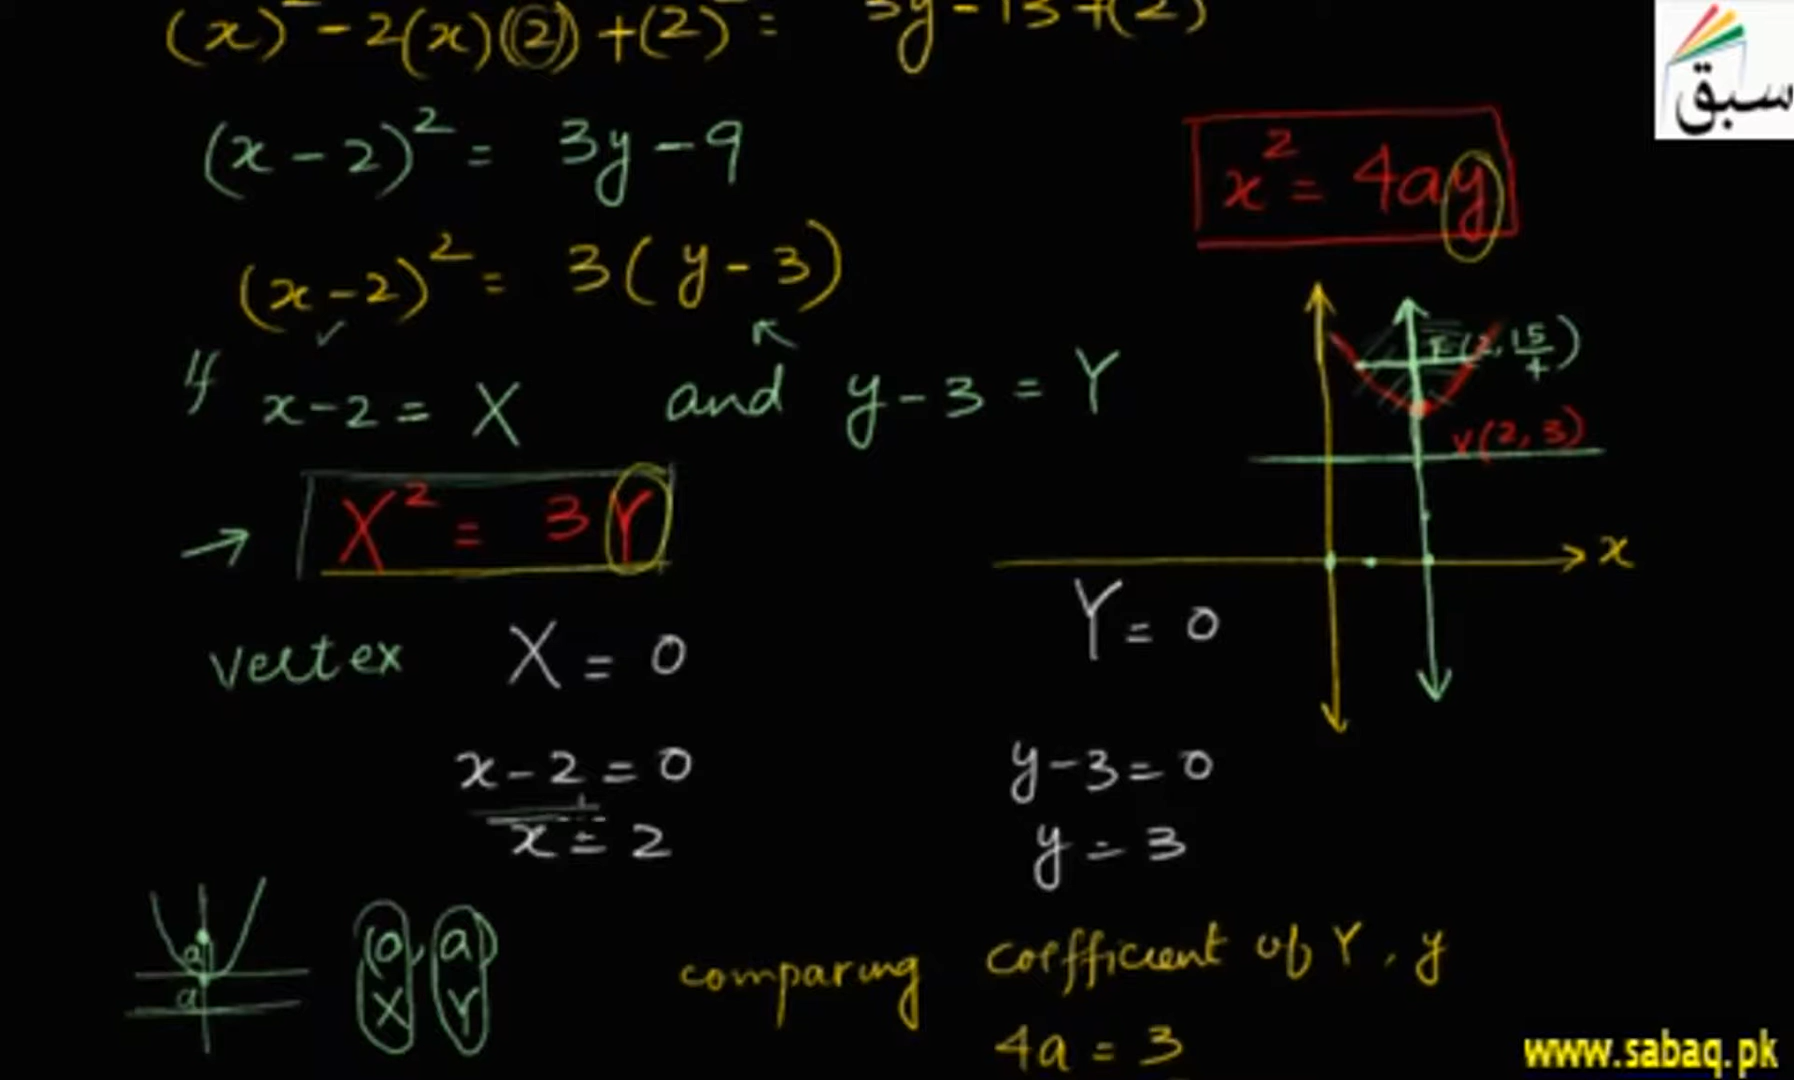 (x)² - 2(x)(2) + (2)² = 3y - 13 + (2)
(x - 2)² = 3y - 9
(x - 2)² = 3(y - 3)
If x - 2 = X and y - 3 = Y
→ X² = 3Y
vertex X = 0 Y = 0
x - 2 = 0 y - 3 = 0
x = 2 y = 3
a
a
(0, a)
X Y
comparing coefficient of Y, y
4a = 3
x² = 4ay
F(2, 15/4)
V(2, 3)
x
سبق
www.sabaq.pk